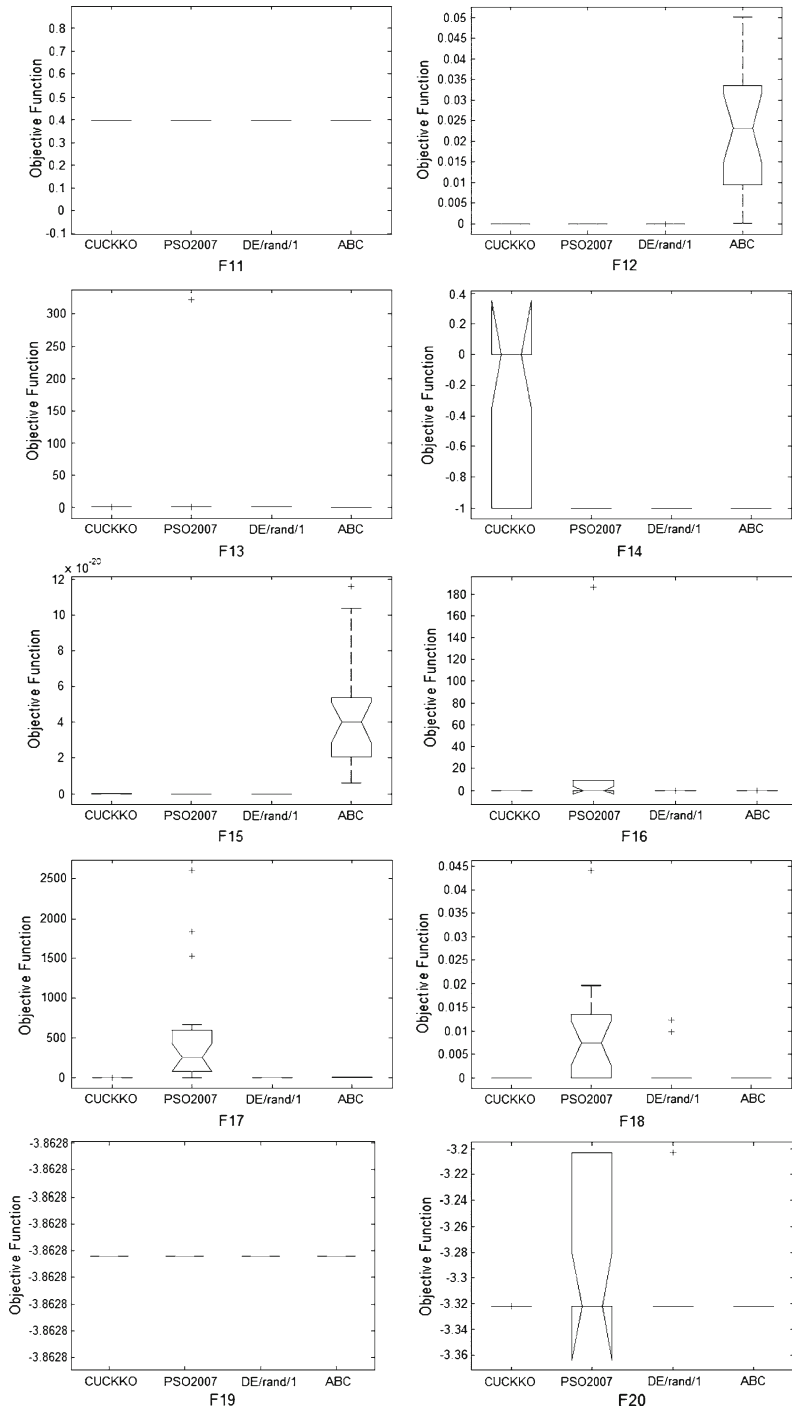 0.9
0.8
0.7
0.6
0.5
0.4
0.3
0.2
0.1
0
-0.1
Objective Function
CUCKKO PSO2007 DE/rand/1 ABC
F11
0.05
0.045
0.04
0.035
0.03
0.025
0.02
0.015
0.01
0.005
0
Objective Function
CUCKKO PSO2007 DE/rand/1 ABC
F12
300
250
200
150
100
50
0
Objective Function
CUCKKO PSO2007 DE/rand/1 ABC
F13
0.4
0.2
0
-0.2
-0.4
-0.6
-0.8
-1
Objective Function
CUCKKO PSO2007 DE/rand/1 ABC
F14
× 10⁻²⁰
12
10
8
6
4
2
0
Objective Function
CUCKKO PSO2007 DE/rand/1 ABC
F15
180
160
140
120
100
80
60
40
20
0
Objective Function
CUCKKO PSO2007 DE/rand/1 ABC
F16
2500
2000
1500
1000
500
0
Objective Function
CUCKKO PSO2007 DE/rand/1 ABC
F17
0.045
0.04
0.035
0.03
0.025
0.02
0.015
0.01
0.005
0
Objective Function
CUCKKO PSO2007 DE/rand/1 ABC
F18
-3.8628
-3.8628
-3.8628
-3.8628
-3.8628
-3.8628
-3.8628
-3.8628
-3.8628
Objective Function
CUCKKO PSO2007 DE/rand/1 ABC
F19
-3.2
-3.22
-3.24
-3.26
-3.28
-3.3
-3.32
-3.34
-3.36
Objective Function
CUCKKO PSO2007 DE/rand/1 ABC
F20